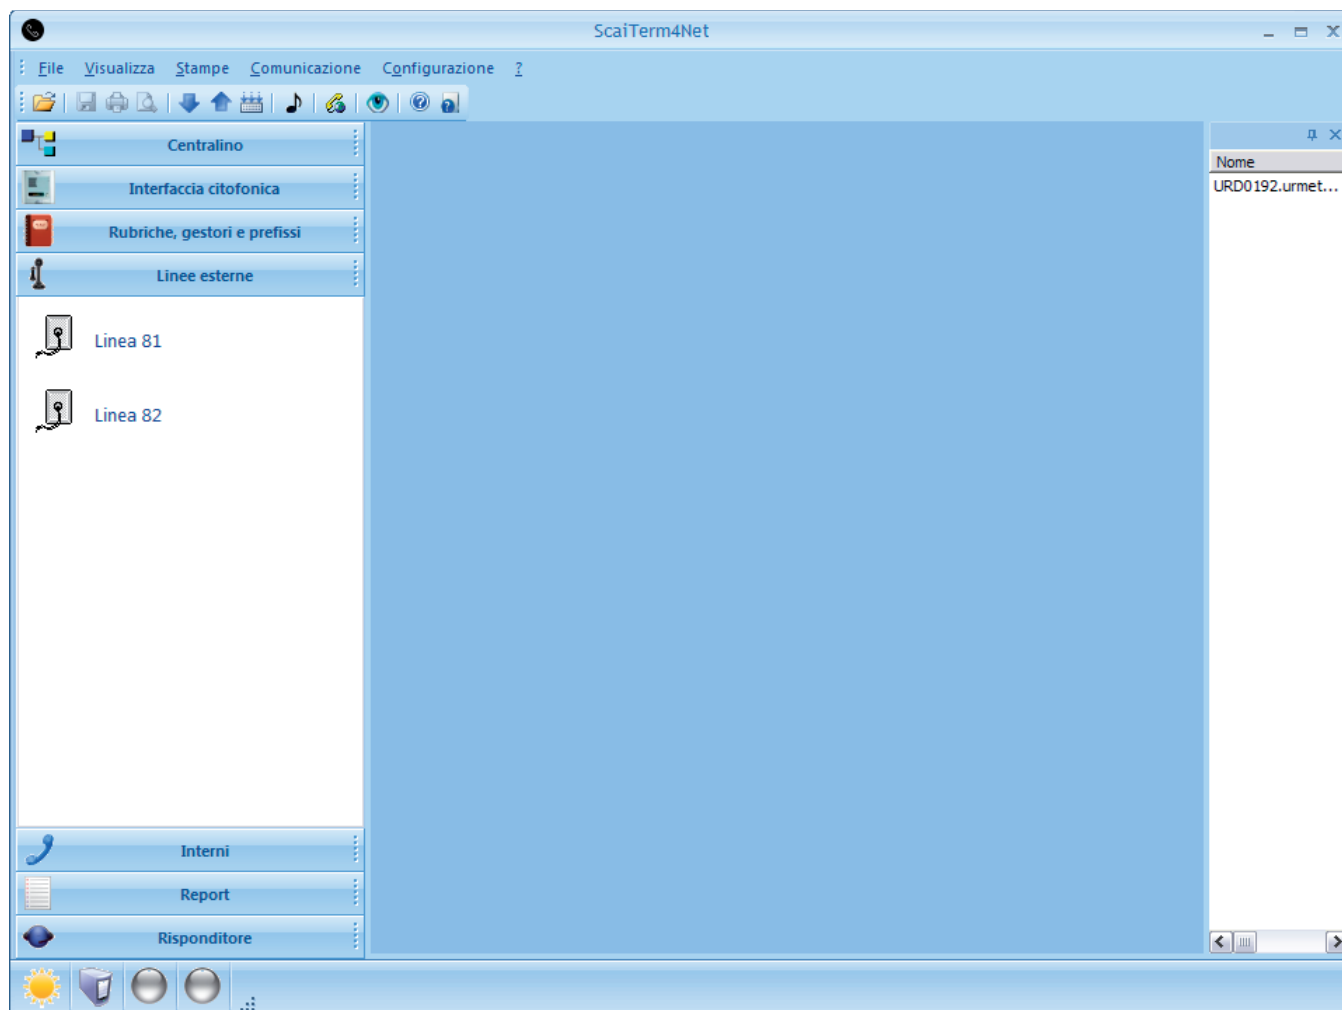 ScaiTerm4Net
File Visualizza Stampe Comunicazione Configurazione ?
Centralino
Interfaccia citofonica
Rubriche, gestori e prefissi
Linee esterne
Linea 81
Linea 82
Interni
Report
Risponditore
Nome
URD0192.urmet...